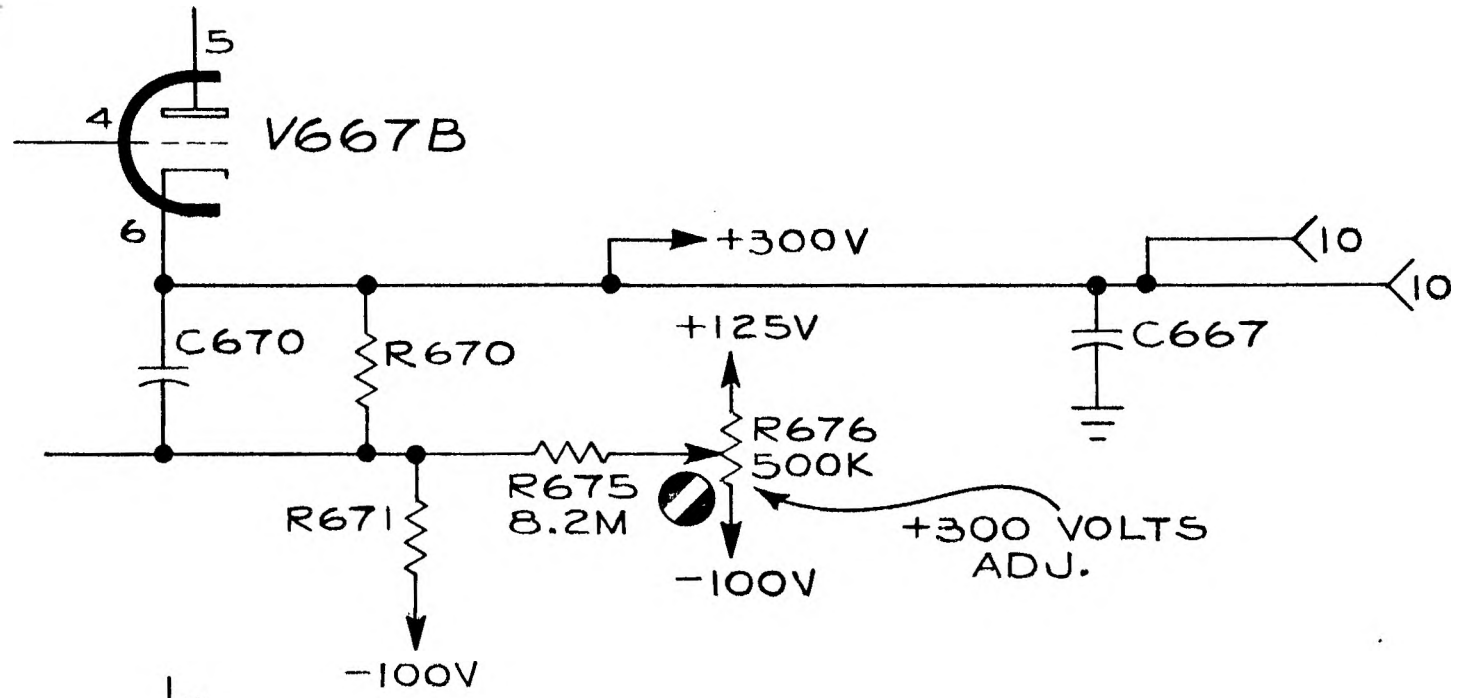 5
4
V667B
6
+300V
10
10
+125V
C670
R670
C667
R676
500K
R675
8.2M
R671
+300 VOLTS
ADJ.
-100V
-100V